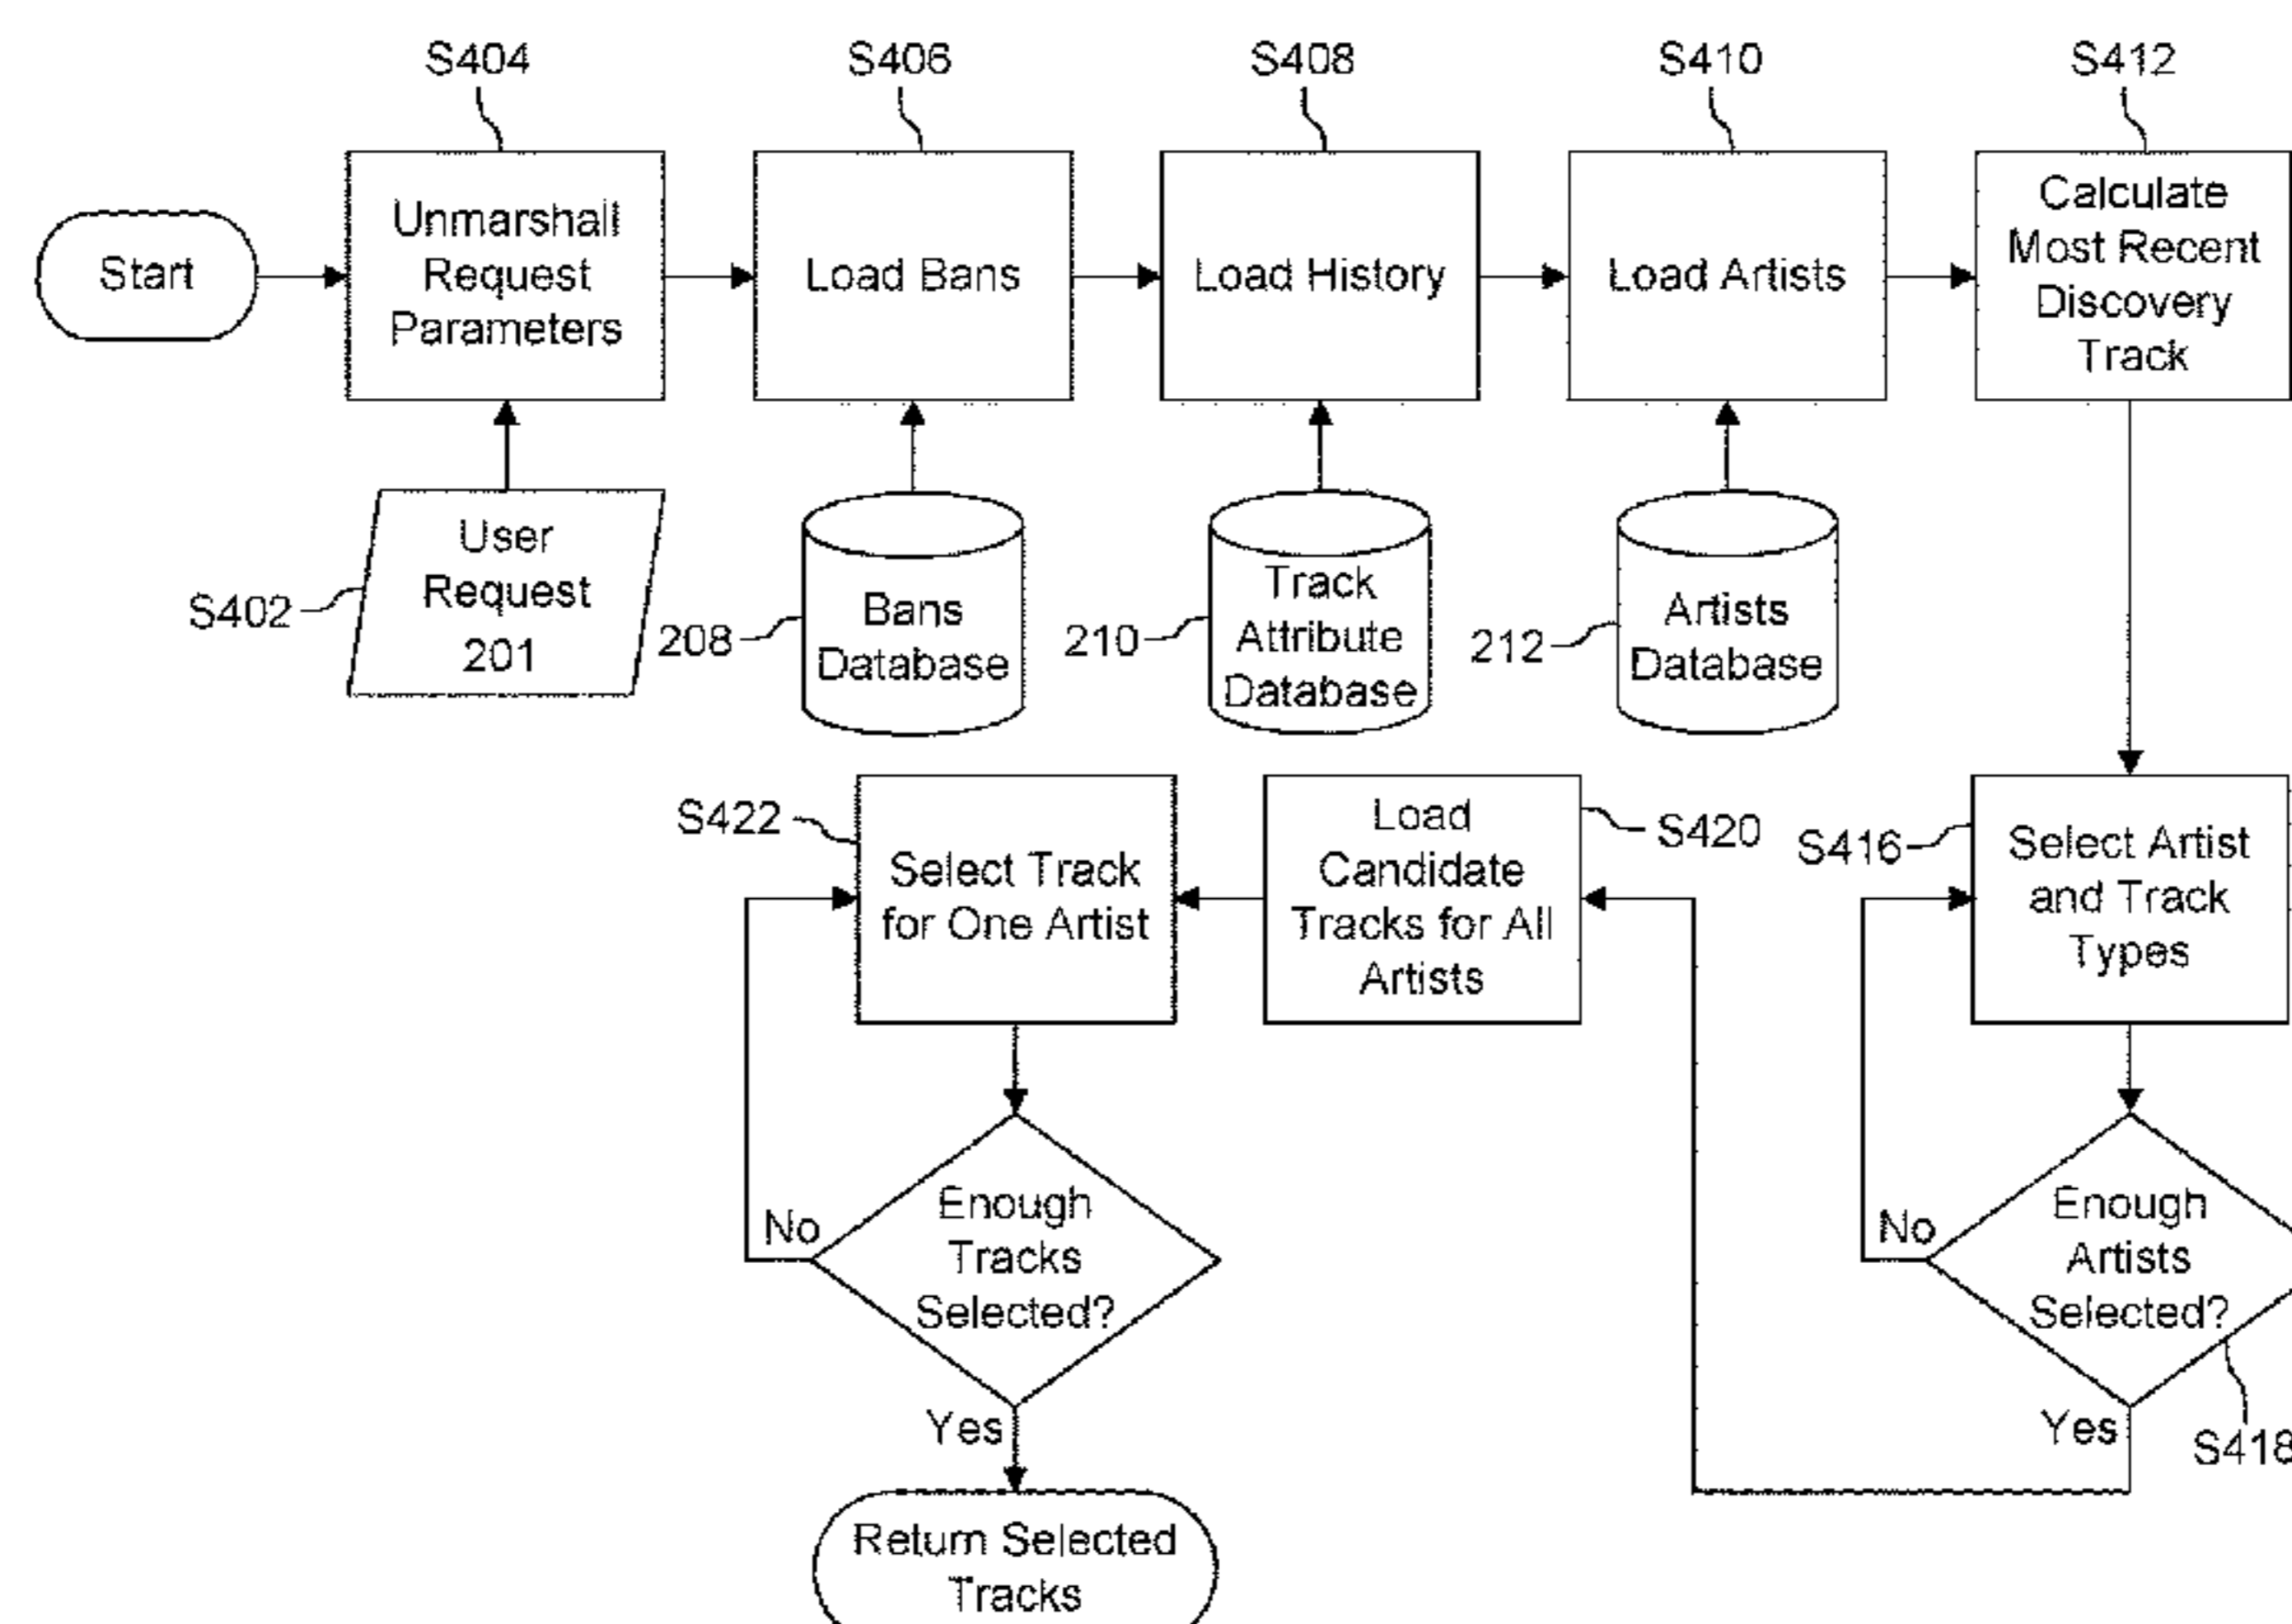 S404
S406
S408
S410
S412
Start
Unmarshall
Request
Parameters
Load Bans
Load History
Load Artists
Calculate
Most Recent
Discovery
Track
S402
User
Request
201
208
Bans
Database
210
Track
Attribute
Database
212
Artists
Database
S422
Select Track
for One Artist
Load
Candidate
Tracks for All
Artists
S420
S416
Select Artist
and Track
Types
No
Enough
Tracks
Selected?
Yes
No
Enough
Artists
Selected?
Yes
S418
Return Selected
Tracks